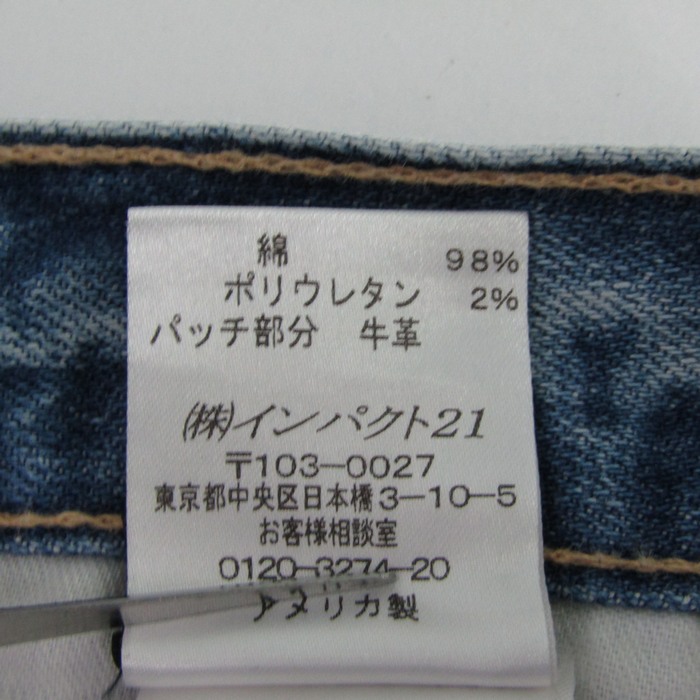 綿 98%
ポリウレタン 2%
パッチ部分 牛革
㈱インパクト21
〒103-0027
東京都中央区日本橋3-10-5
お客様相談室
0120-3274-20
アメリカ製